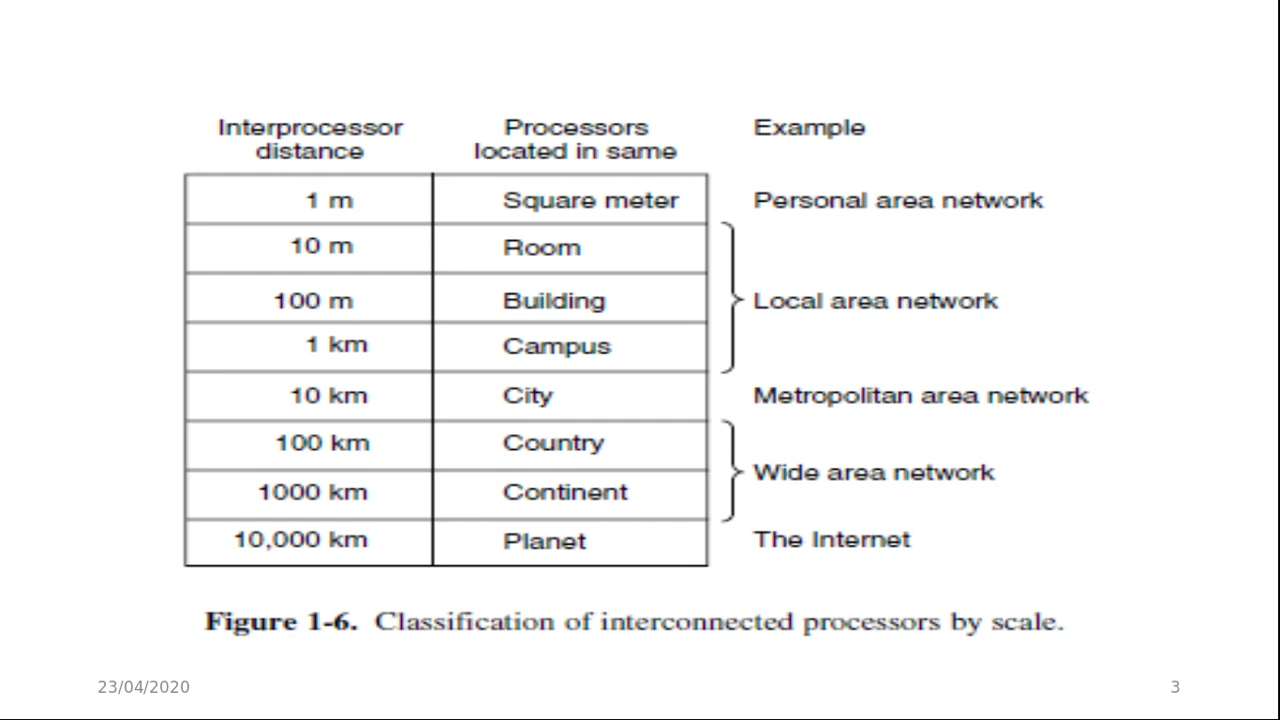 Interprocessor distance Processors located in same Example
1 m Square meter Personal area network
10 m Room
100 m Building Local area network
1 km Campus
10 km City Metropolitan area network
100 km Country
Wide area network
1000 km Continent
10,000 km Planet The Internet
Figure 1-6. Classification of interconnected processors by scale.
23/04/2020 3